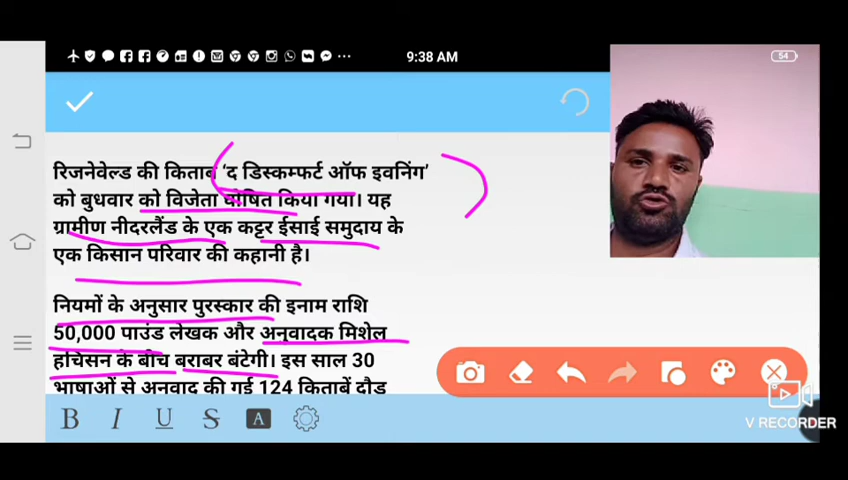 9:38 AM
54
रिजनेवेल्ड की किताब ‘द डिस्कम्फर्ट ऑफ इवनिंग’
को बुधवार को विजेता घोषित किया गया। यह
ग्रामीण नीदरलैंड के एक कट्टर ईसाई समुदाय के
एक किसान परिवार की कहानी है।
नियमों के अनुसार पुरस्कार की इनाम राशि
50,000 पाउंड लेखक और अनुवादक मिशेल
हचिसन के बीच बराबर बंटेगी। इस साल 30
भाषाओं से अनुवाद की गई 124 किताबें दौड़
B I U S A
V RECORDER